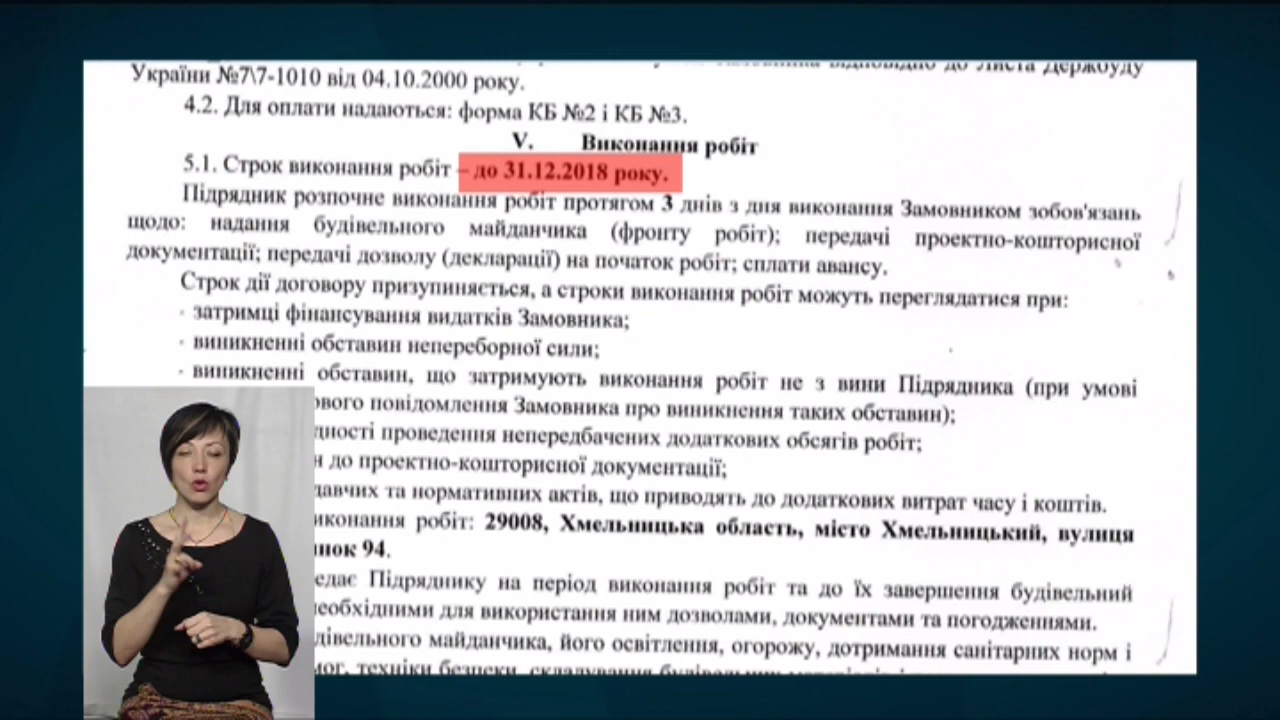 України №7\7-1010 від 04.10.2000 року.
4.2. Для оплати надаються: форма КБ №2 і КБ №3.
V. Виконання робіт
5.1. Строк виконання робіт – до 31.12.2018 року.
Підрядник розпочне виконання робіт протягом 3 днів з дня виконання Замовником зобов'язань
щодо: надання будівельного майданчика (фронту робіт); передачі проектно-кошторисної
документації; передачі дозволу (декларації) на початок робіт; сплати авансу.
Строк дії договору призупиняється, а строки виконання робіт можуть переглядатися при:
- затримці фінансування видатків Замовника;
- виникненні обставин непереборної сили;
- виникненні обставин, що затримують виконання робіт не з вини Підрядника (при умові
ового повідомлення Замовника про виникнення таких обставин);
дності проведення непередбачених додаткових обсягів робіт;
н до проектно-кошторисної документації;
давчих та нормативних актів, що приводять до додаткових витрат часу і коштів.
иконання робіт: 29008, Хмельницька область, місто Хмельницький, вулиця
инок 94.
едає Підряднику на період виконання робіт та до їх завершення будівельний
необхідними для використання ним дозволами, документами та погодженнями.
дівельного майданчика, його освітлення, огорожу, дотримання санітарних норм і
мог, техніки безпеки, складування